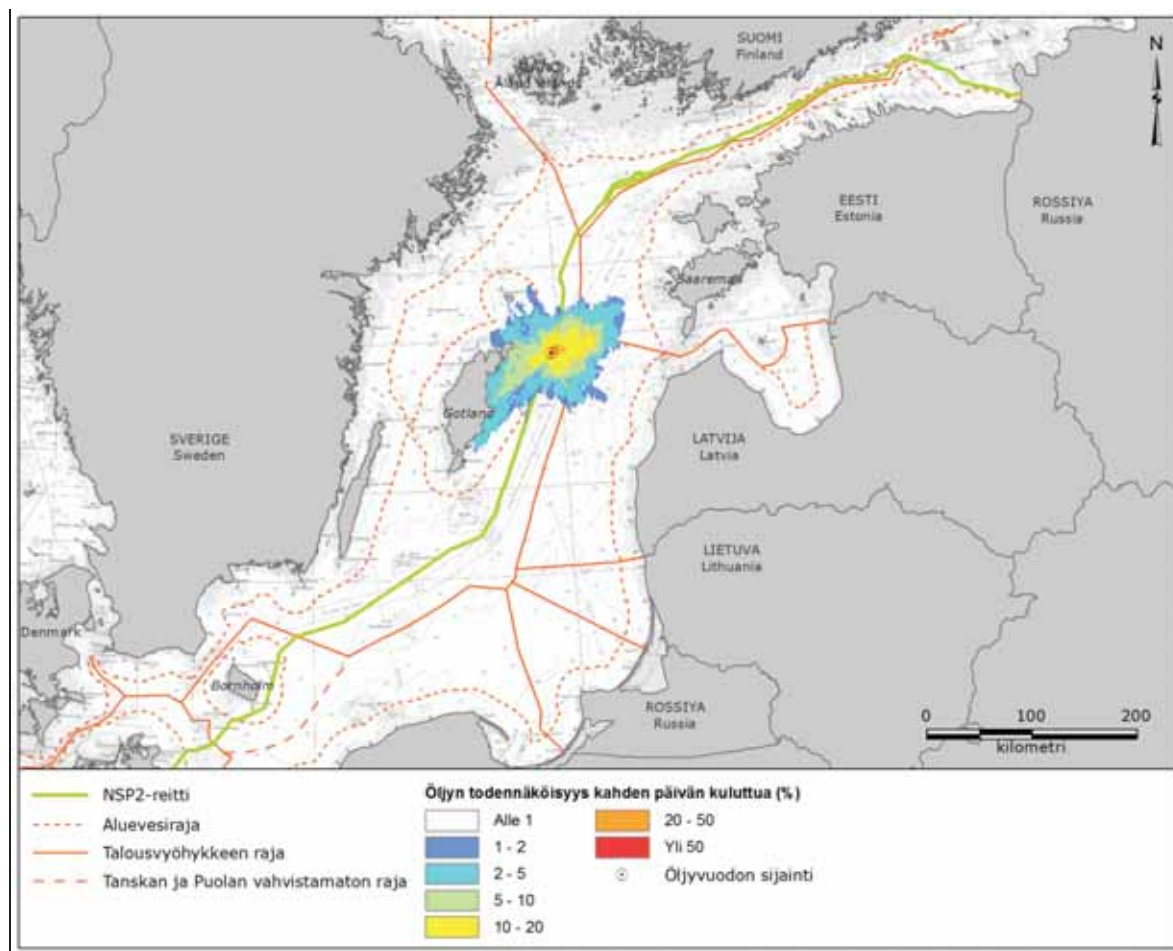 SUOMI
Finland
N
EESTI
Estonia
ROSSIYA
Russia
Saaremaa
Gotland
SVERIGE
Sweden
LATVIJA
Latvia
LIETUVA
Lithuania
Denmark
Bornholm
ROSSIYA
Russia
0 100 200
kilometri
NSP2-reitti
Aluevesiraja
Talousvyöhykkeen raja
Tanskan ja Puolan vahvistamaton raja
Öljyn todennäköisyys kahden päivän kuluttua (%)
Alle 1
1 - 2
2 - 5
5 - 10
10 - 20
20 - 50
Yli 50
Öljyvuodon sijainti